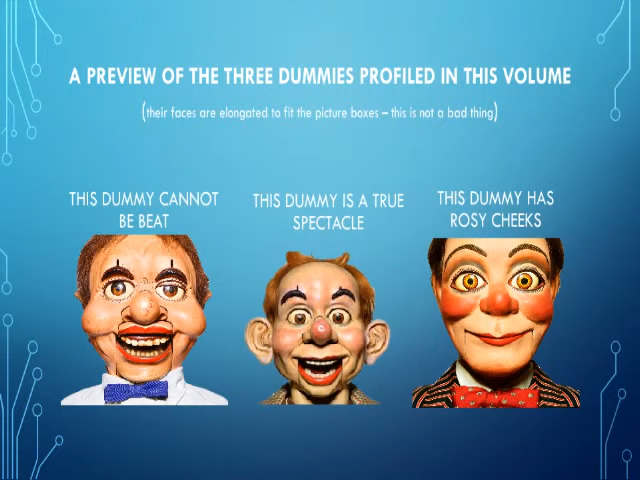 A PREVIEW OF THE THREE DUMMIES PROFILED IN THIS VOLUME
(their faces are elongated to fit the picture boxes – this is not a bad thing)
THIS DUMMY CANNOT
BE BEAT
THIS DUMMY IS A TRUE
SPECTACLE
THIS DUMMY HAS
ROSY CHEEKS